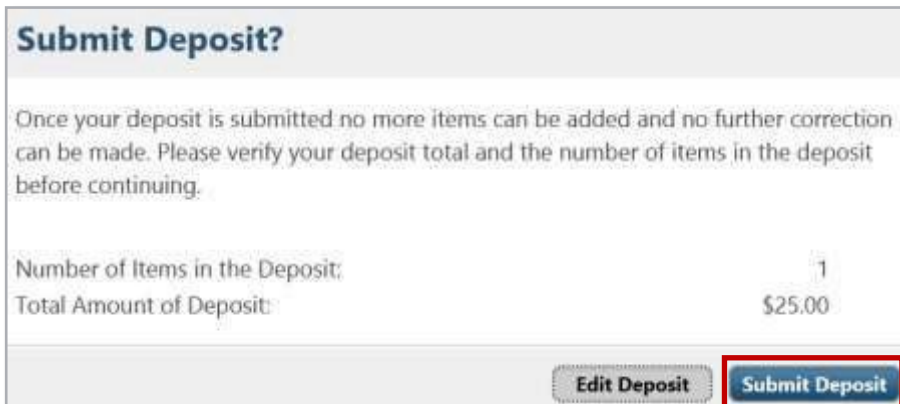 Submit Deposit?
Once your deposit is submitted no more items can be added and no further correction
can be made. Please verify your deposit total and the number of items in the deposit
before continuing.
Number of Items in the Deposit: 1
Total Amount of Deposit: $25.00
Edit Deposit Submit Deposit